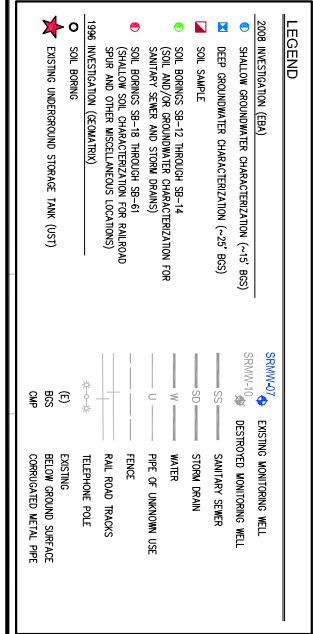 LEGEND
2008 INVESTIGATION (EBA)
SHALLOW GROUNDWATER CHARACTERIZATION (~15' BGS)
DEEP GROUNDWATER CHARACTERIZATION (~25' BGS)
SOIL SAMPLE
SOIL BORINGS SB-12 THROUGH SB-14
(SOIL AND/OR GROUNDWATER CHARACTERIZATION FOR
SANITARY SEWER AND STORM DRAINS)
SOIL BORINGS SB-18 THROUGH SB-61
(SHALLOW SOIL CHARACTERIZATION FOR RAILROAD
SPUR AND OTHER MISCELLANEOUS LOCATIONS)
1996 INVESTIGATION (GEOMATRIX)
SOIL BORING
EXISTING UNDERGROUND STORAGE TANK (UST)
SRMW-07 EXISTING MONITORING WELL
SRMW-10 DESTROYED MONITORING WELL
SS SANITARY SEWER
SD STORM DRAIN
W WATER
U PIPE OF UNKNOWN USE
FENCE
RAIL ROAD TRACKS
TELEPHONE POLE
(E) EXISTING
BGS BELOW GROUND SURFACE
CMP CORRUGATED METAL PIPE